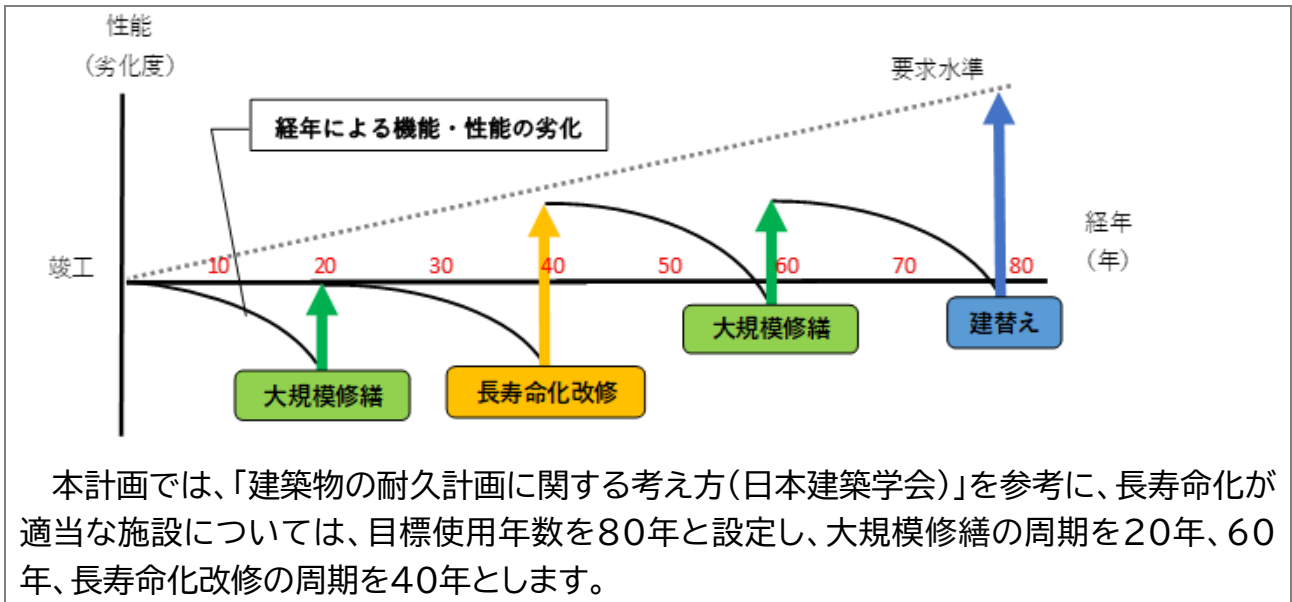 性能
（劣化度）
要求水準
経年による機能・性能の劣化
経年
（年）
竣工
10 20 30 40 50 60 70 80
大規模修繕
建替え
大規模修繕
長寿命化改修
本計画では、「建築物の耐久計画に関する考え方(日本建築学会)」を参考に、長寿命化が
適当な施設については、目標使用年数を80年と設定し、大規模修繕の周期を20年、60
年、長寿命化改修の周期を40年とします。